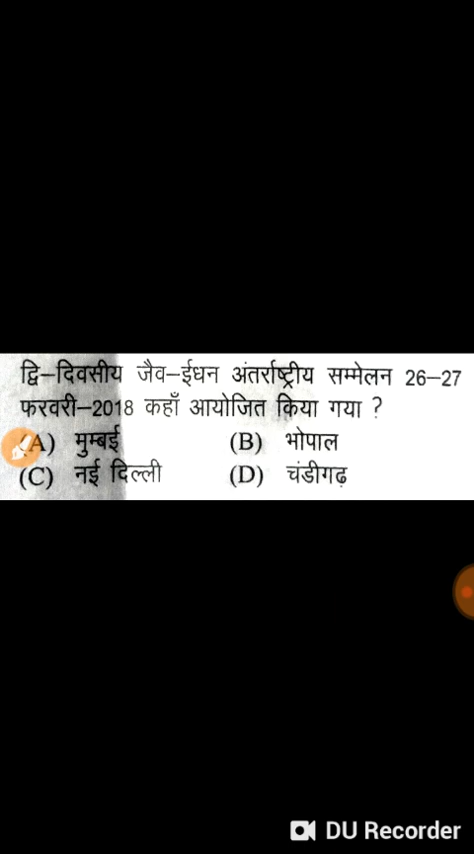 द्वि–दिवसीय जैव–ईधन अंतर्राष्ट्रीय सम्मेलन 26–27
फरवरी–2018 कहाँ आयोजित किया गया ?
(A) मुम्बई (B) भोपाल
(C) नई दिल्ली (D) चंडीगढ़
DU Recorder